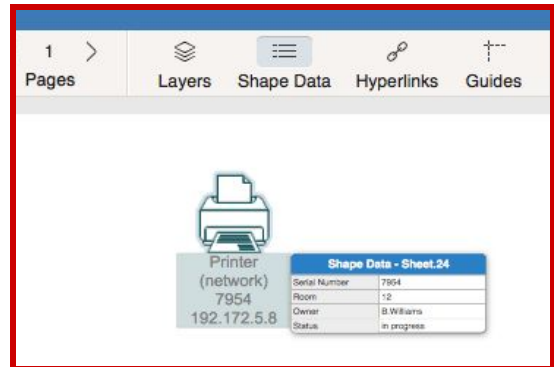 1
Pages Layers Shape Data Hyperlinks Guides
Printer
(network)
7954
192.172.5.8
Shape Data - Sheet.24
Serial Number 7954
Room 12
Owner B.Williams
Status in progress